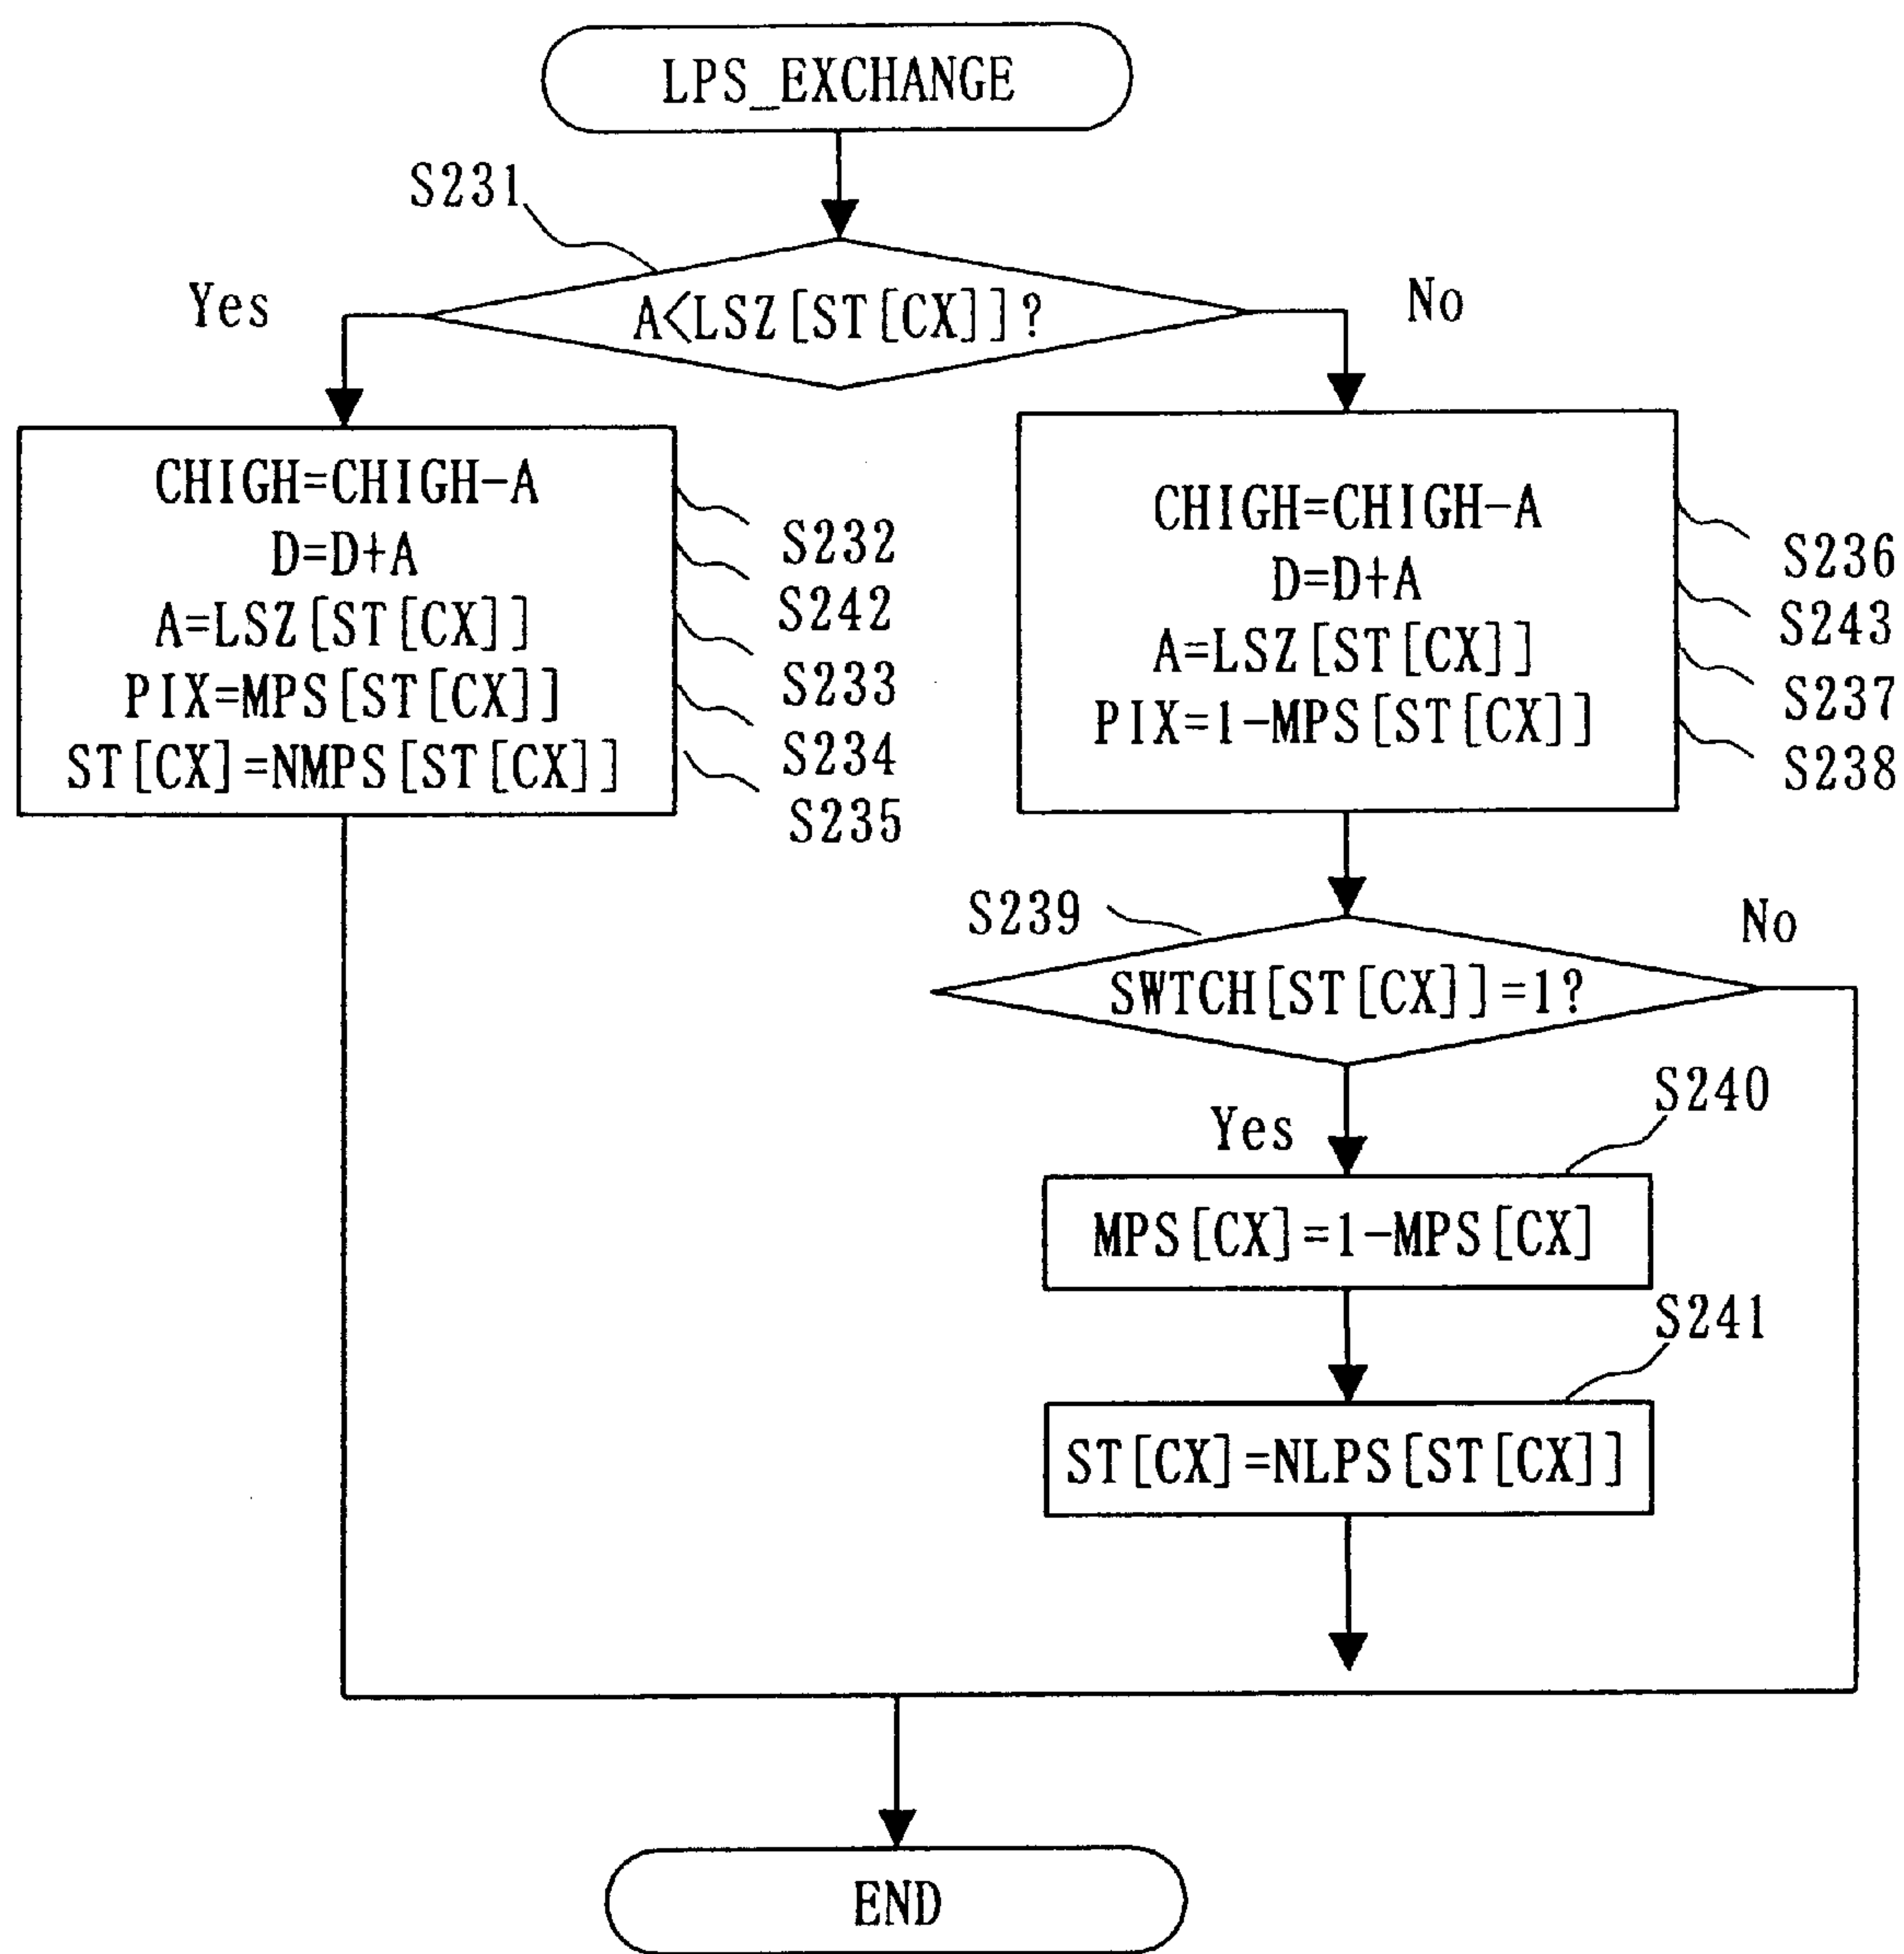 LPS_EXCHANGE
S231
Yes
A<LSZ[ST[CX]]?
No
CHIGH=CHIGH-A
D=D+A
A=LSZ[ST[CX]]
PIX=MPS[ST[CX]]
ST[CX]=NMPS[ST[CX]]
S232
S242
S233
S234
S235
CHIGH=CHIGH-A
D=D+A
A=LSZ[ST[CX]]
PIX=1-MPS[ST[CX]]
S236
S243
S237
S238
S239
No
SWTCH[ST[CX]]=1?
Yes
S240
MPS[CX]=1-MPS[CX]
S241
ST[CX]=NLPS[ST[CX]]
END